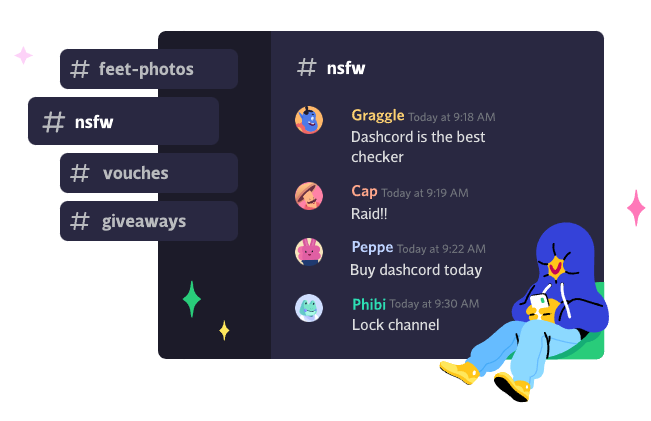 # feet-photos
# nsfw
# vouches
# giveaways
# nsfw
Graggle Today at 9:18 AM
Dashcord is the best
checker
Cap Today at 9:19 AM
Raid!!
Peppe Today at 9:22 AM
Buy dashcord today
Phibi Today at 9:30 AM
Lock channel